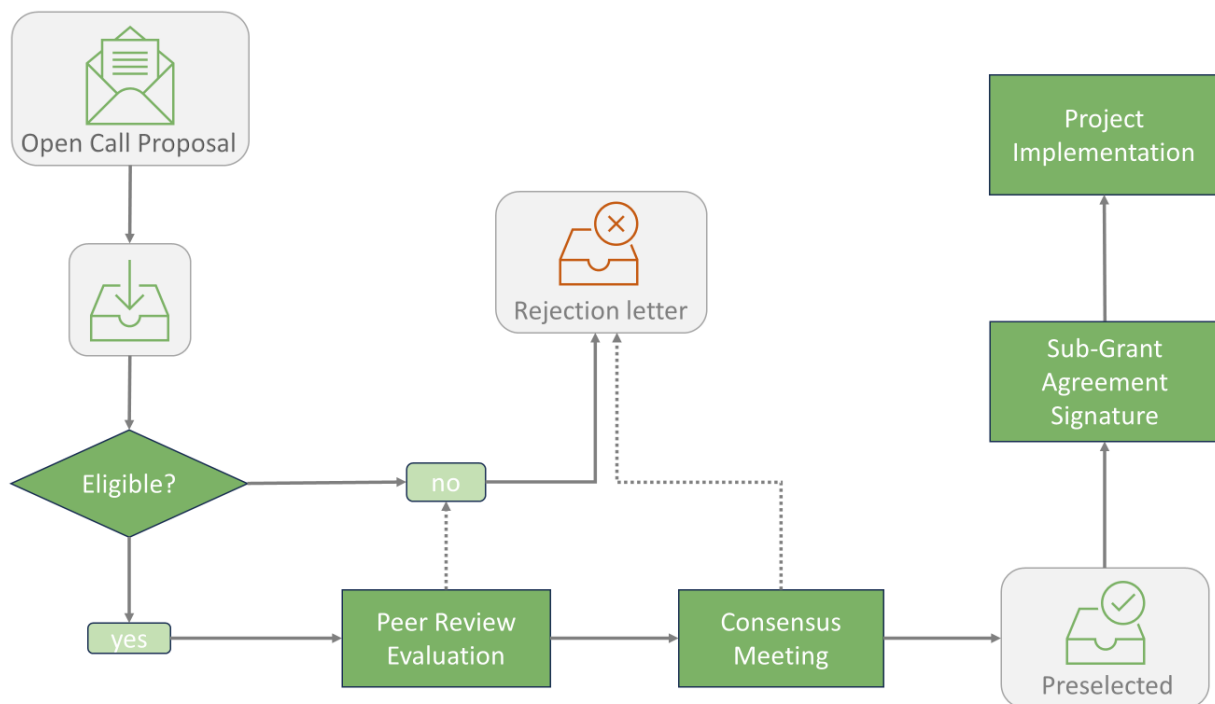 Open Call Proposal
Project
Implementation
Rejection letter
Sub-Grant
Agreement
Signature
Eligible?
no
yes
Peer Review
Evaluation
Consensus
Meeting
Preselected